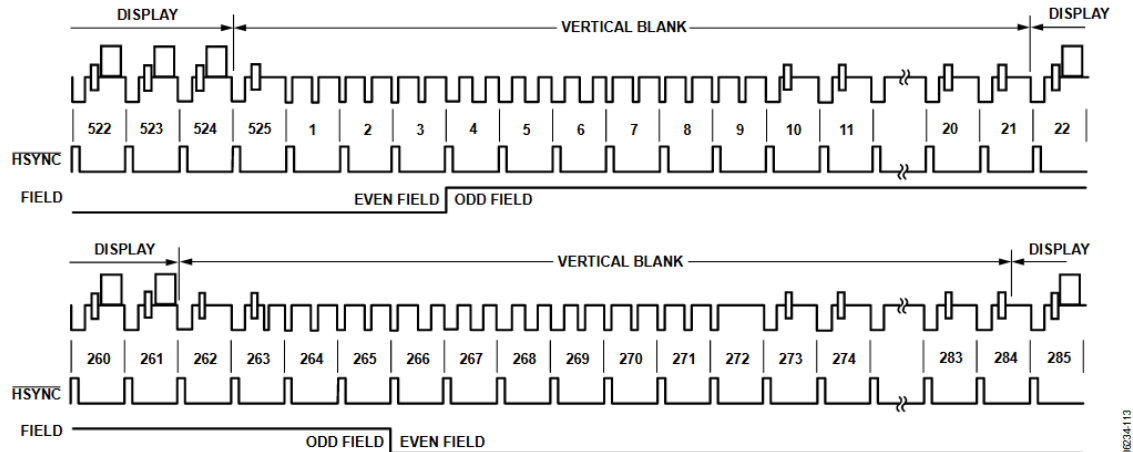 DISPLAY VERTICAL BLANK DISPLAY
522 523 524 525 1 2 3 4 5 6 7 8 9 10 11 20 21 22
HSYNC
FIELD EVEN FIELD ODD FIELD
DISPLAY VERTICAL BLANK DISPLAY
260 261 262 263 264 265 266 267 268 269 270 271 272 273 274 283 284 285
HSYNC
FIELD ODD FIELD EVEN FIELD
06234-113